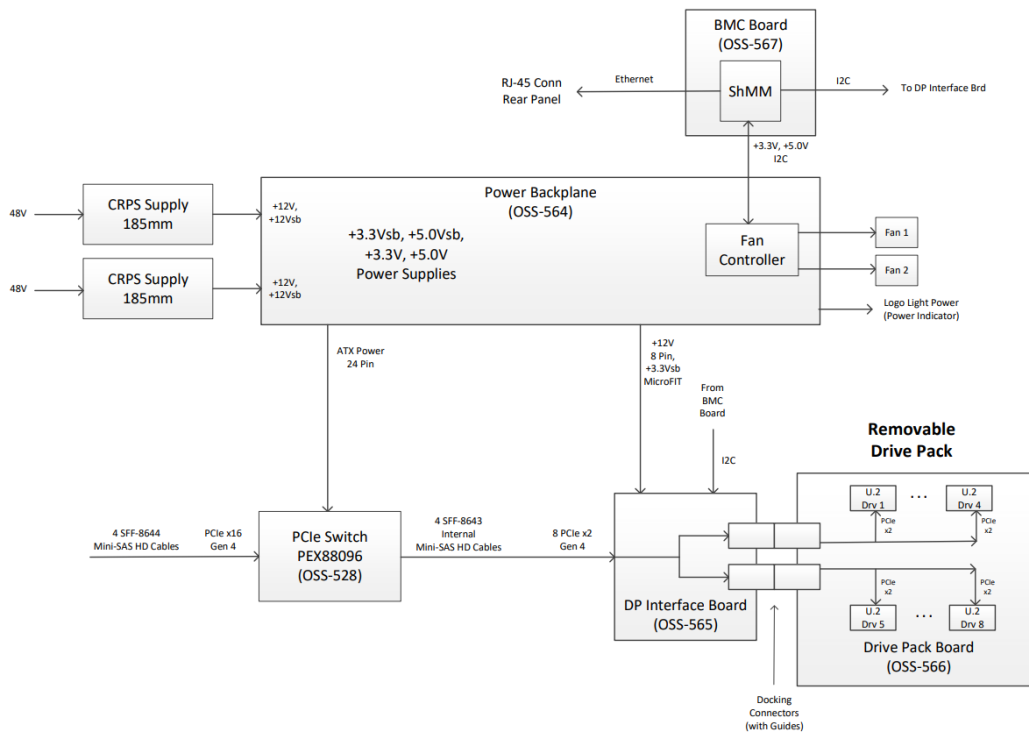 BMC Board
(OSS-567)
ShMM
Ethernet
RJ-45 Conn
Rear Panel
I2C
To DP Interface Brd
+3.3V, +5.0V
I2C
Power Backplane
(OSS-564)
48V
CRPS Supply
185mm
+12V,
+12Vsb
+3.3Vsb, +5.0Vsb,
+3.3V, +5.0V
Power Supplies
Fan
Controller
Fan 1
Fan 2
48V
CRPS Supply
185mm
+12V,
+12Vsb
Logo Light Power
(Power Indicator)
ATX Power
24 Pin
+12V
8 Pin,
+3.3Vsb
MicroFIT
From
BMC
Board
I2C
Removable
Drive Pack
4 SFF-8644
Mini-SAS HD Cables
PCIe x16
Gen 4
PCIe Switch
PEX88096
(OSS-528)
4 SFF-8643
Internal
Mini-SAS HD Cables
8 PCIe x2
Gen 4
DP Interface Board
(OSS-565)
U.2
Drv 1
...
U.2
Drv 4
PCIe
x2
PCIe
x2
PCIe
x2
PCIe
x2
U.2
Drv 5
...
U.2
Drv 8
Drive Pack Board
(OSS-566)
Docking
Connectors
(with Guides)